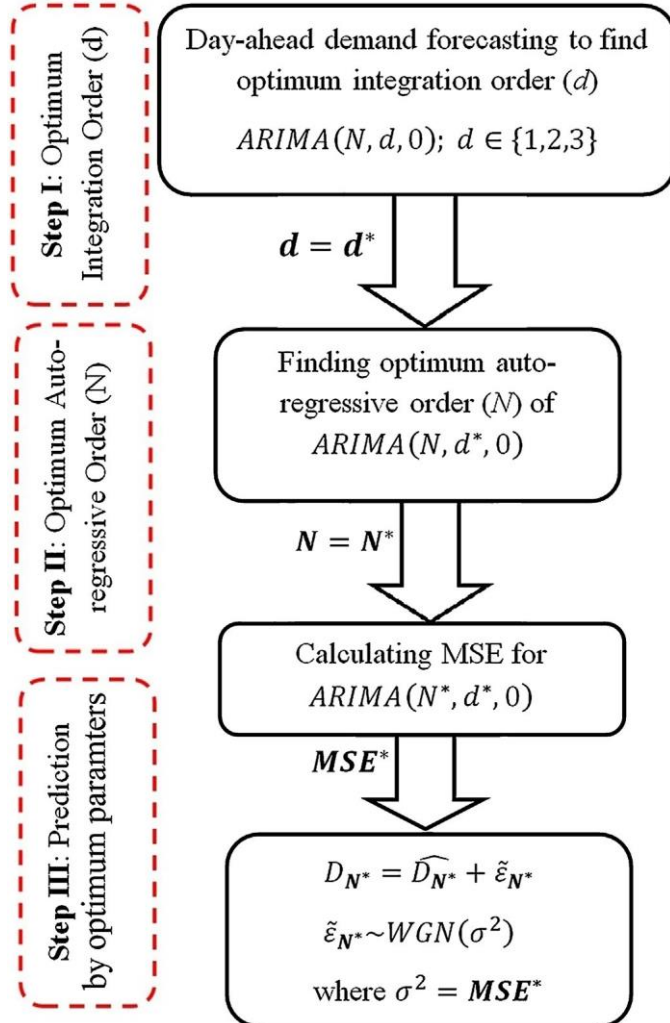 Step I: Optimum
Integration Order (d)
Day-ahead demand forecasting to find
optimum integration order (d)
ARIMA(N, d, 0); d ∈ {1,2,3}
d = d*
Step II: Optimum Auto-
regressive Order (N)
Finding optimum auto-
regressive order (N) of
ARIMA(N, d*, 0)
N = N*
Calculating MSE for
ARIMA(N*, d*, 0)
Step III: Prediction
by optimum paramters
MSE*
D_N* = \widehat{D_N*} + ε̃_N*
ε̃_N*~WGN(σ²)
where σ² = MSE*